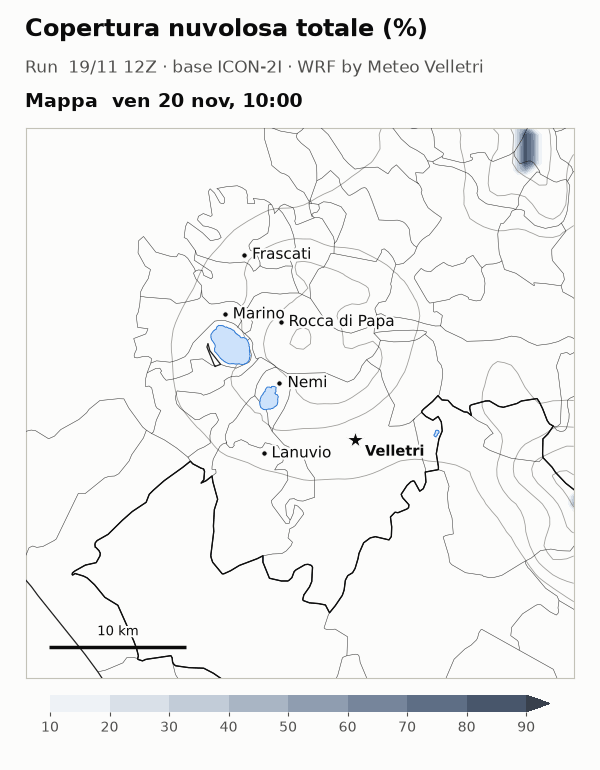 Copertura nuvolosa totale (%)
Run  19/11 12Z · base ICON-2I · WRF by Meteo Velletri
Mappa  ven 20 nov, 10:00
Frascati
Marino
Rocca di Papa
Nemi
Velletri
Lanuvio
10 km
10 20 30 40 50 60 70 80 90